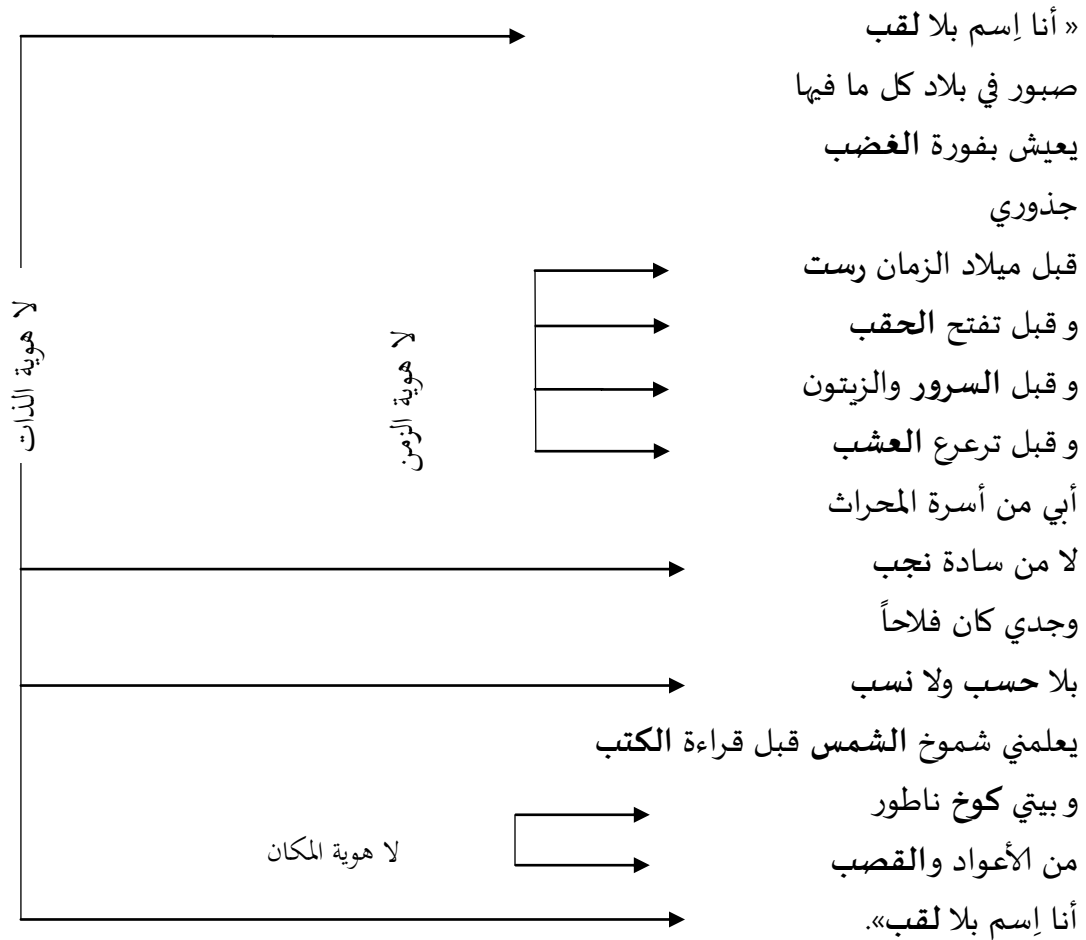 « أنا اِسم بلا لقب
صبور في بلاد كل ما فيها
يعيش بفورة الغضب
جذوري
قبل ميلاد الزمان رست
و قبل تفتح الحقب
و قبل السرور والزيتون
و قبل ترعرع العشب
أبي من أسرة المحراث
لا من سادة نجب
وجدي كان فلاحاً
بلا حسب ولا نسب
يعلمني شموخ الشمس قبل قراءة الكتب
و بيتي كوخ ناطور
من الأعواد والقصب
أنا اِسم بلا لقب».
لا هوية الزمن
لا هوية الذات
لا هوية المكان